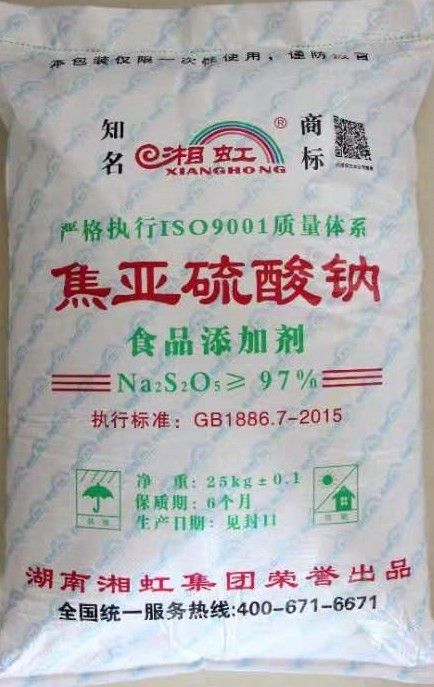 本包装仅限一次性使用，谨防假冒
知名
湘虹
®
XIANGHONG
商标
严格执行ISO9001质量体系
焦亚硫酸钠
食品添加剂
Na₂S₂O₅≥97%
执行标准：GB1886.7-2015
净　重：25kg±0.1
保质期：6个月
生产日期：见封口
湖南湘虹集团荣誉出品
全国统一服务热线:400-671-6671